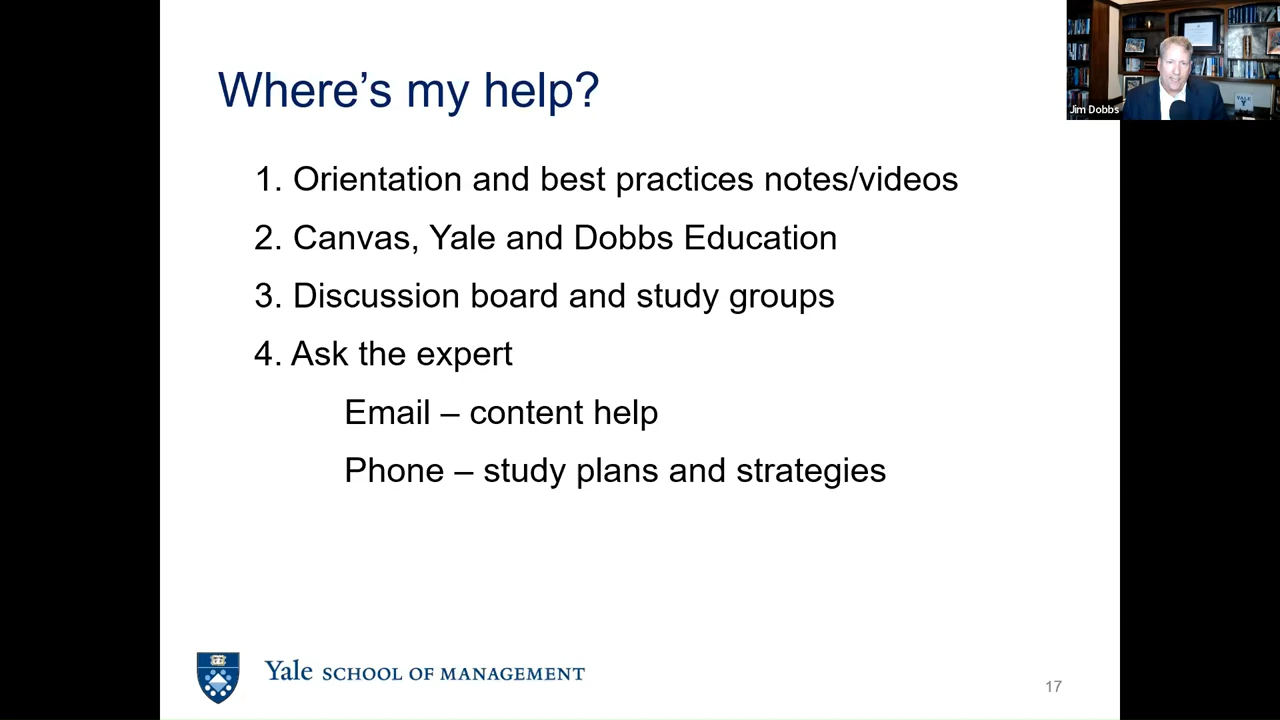 Where's my help?
1. Orientation and best practices notes/videos
2. Canvas, Yale and Dobbs Education
3. Discussion board and study groups
4. Ask the expert
Email – content help
Phone – study plans and strategies
Yale SCHOOL OF MANAGEMENT
17
Jim Dobbs
YALE
Y